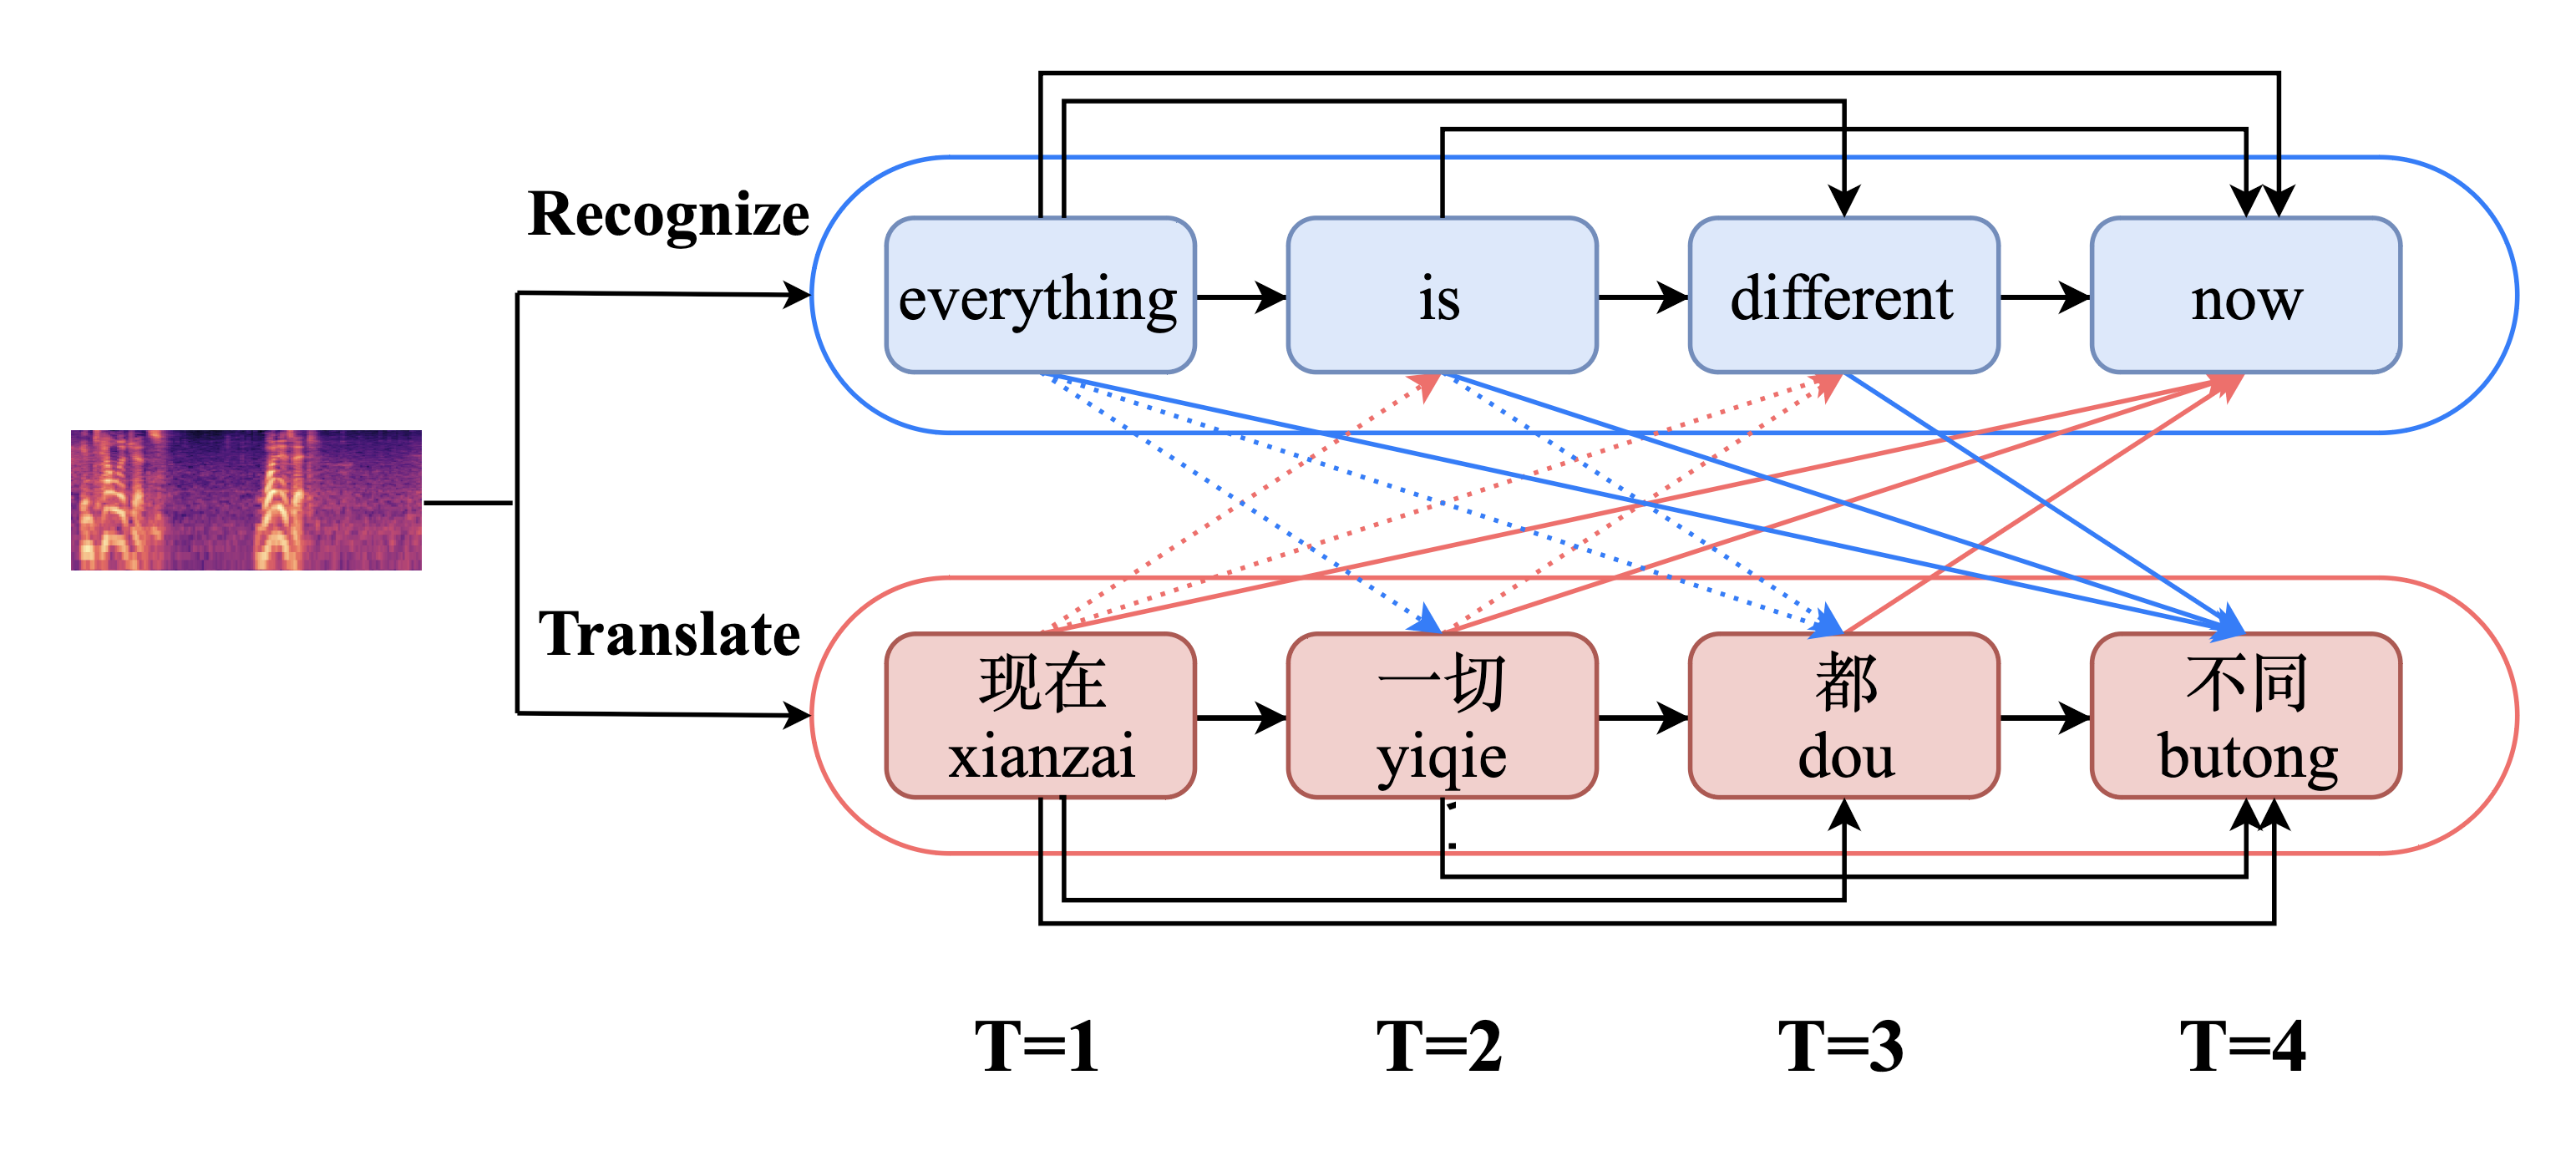 Recognize
everything
is
different
now
Translate
现在
xianzai
一切
yiqie
都
dou
不同
butong
T=1
T=2
T=3
T=4